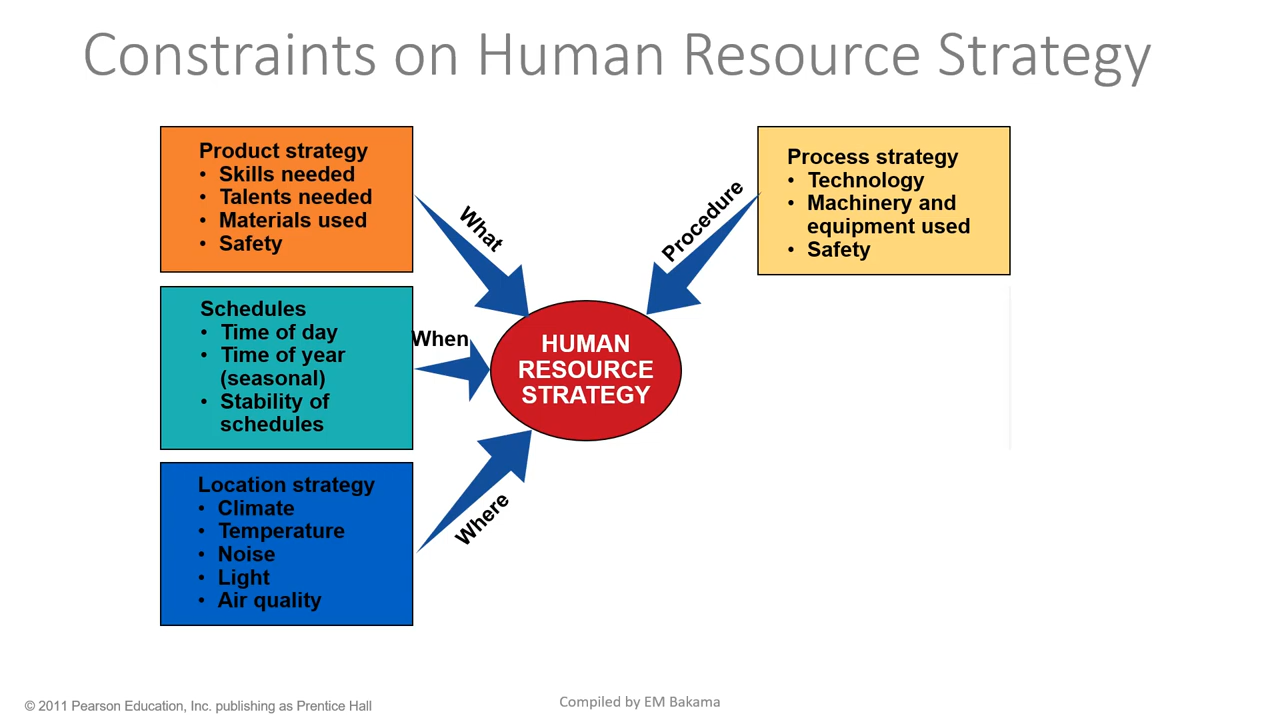 Constraints on Human Resource Strategy
Product strategy
• Skills needed
• Talents needed
• Materials used
• Safety
What
Schedules
• Time of day
• Time of year
(seasonal)
• Stability of
schedules
When
Location strategy
• Climate
• Temperature
• Noise
• Light
• Air quality
Where
Process strategy
• Technology
• Machinery and
equipment used
• Safety
Procedure
HUMAN
RESOURCE
STRATEGY
© 2011 Pearson Education, Inc. publishing as Prentice Hall
Compiled by EM Bakama